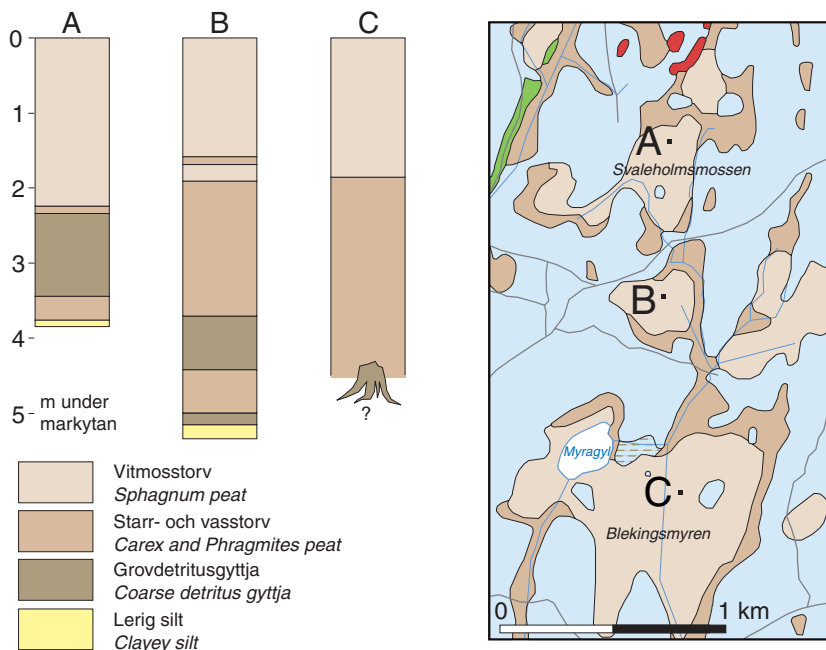 A
B
C
0
1
2
3
4
5
m under
markytan
?
Vitmosstorv
Sphagnum peat
Starr- och vasstorv
Carex and Phragmites peat
Grovdetritusgyttja
Coarse detritus gyttja
Lerig silt
Clayey silt
A
Svaleholmsmossen
B
Myragyl
C
Blekingsmyren
0 1 km